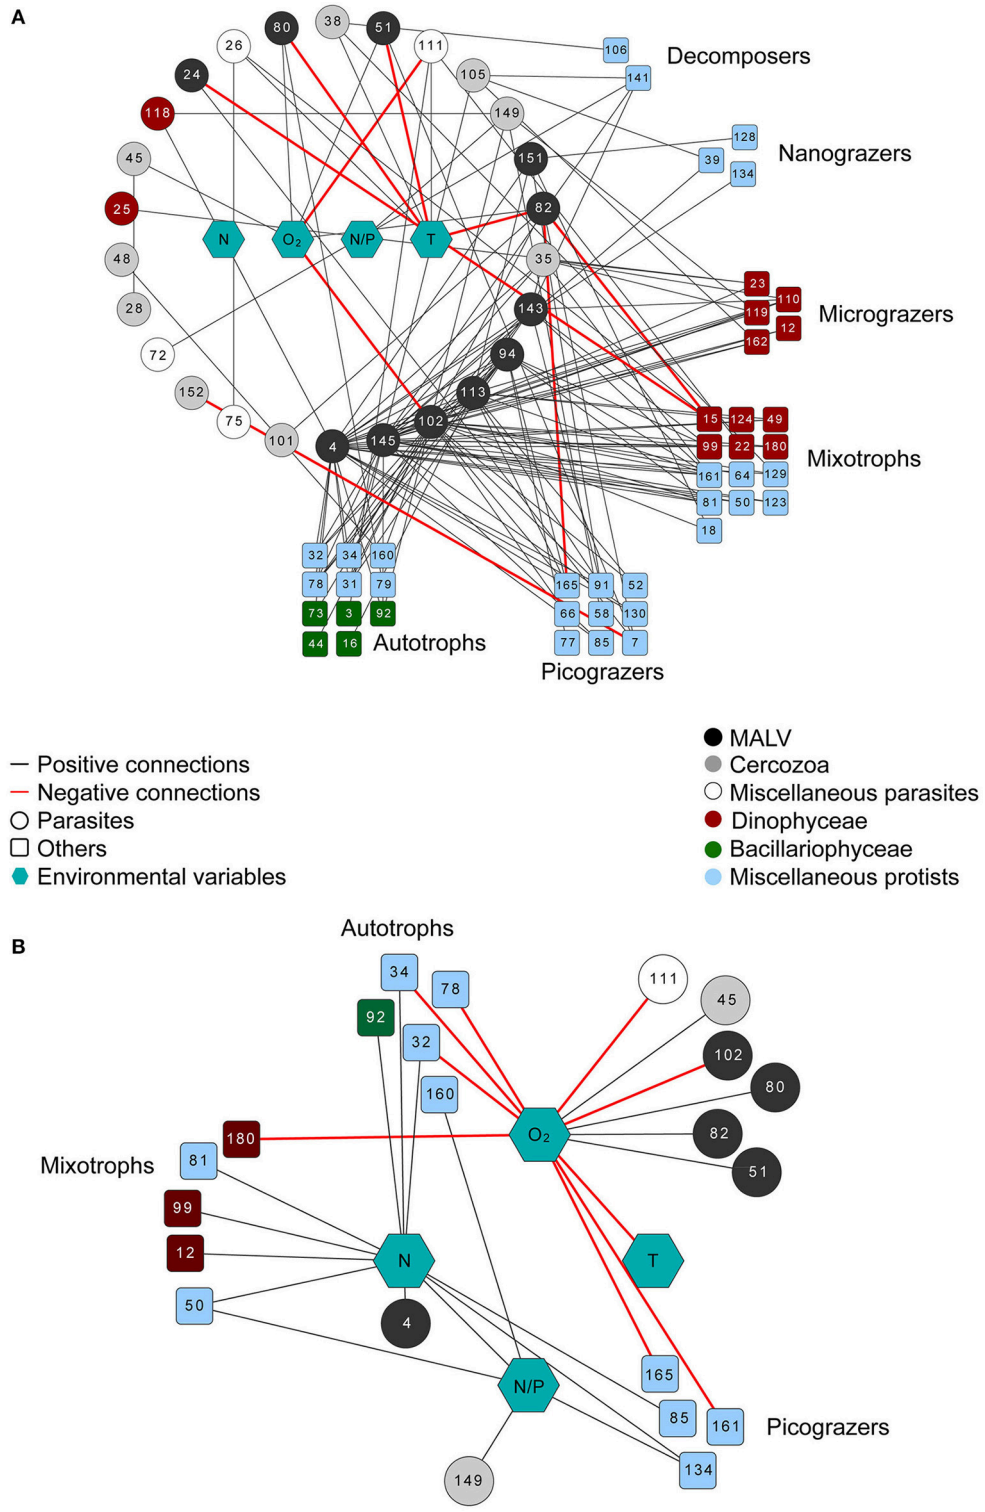 A
80
38
51
26
111
106
Decomposers
24
105
141
118
149
128
151
39
Nanograzers
45
134
25
82
N
O₂
N/P
T
48
35
23
110
28
143
119
Micrograzers
12
72
94
162
152
113
75
102
15 124 49
101
4
145
99 22 180
Mixotrophs
161 64 129
81 50 123
18
32 34 160
78 31 79
165 91 52
73 3 92
66 58 130
44 16 Autotrophs
77 85 7
Picograzers
Positive connections
Negative connections
Parasites
Others
Environmental variables
MALV
Cercozoa
Miscellaneous parasites
Dinophyceae
Bacillariophyceae
Miscellaneous protists
B
Autotrophs
34
78
111
45
92
32
102
160
80
O₂
82
180
Mixotrophs
81
51
99
12
N
T
50
4
165
N/P
85
161
Picograzers
134
149